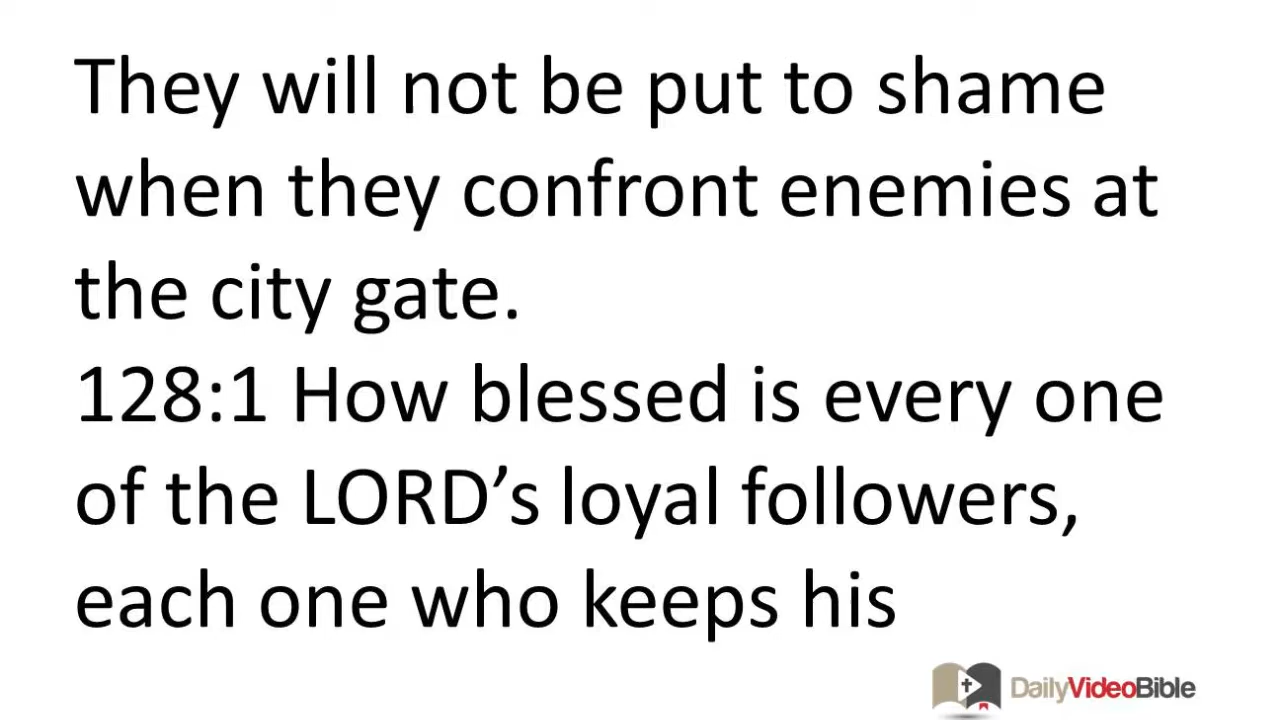 They will not be put to shame
when they confront enemies at
the city gate.
128:1 How blessed is every one
of the LORD’s loyal followers,
each one who keeps his
DailyVideoBible